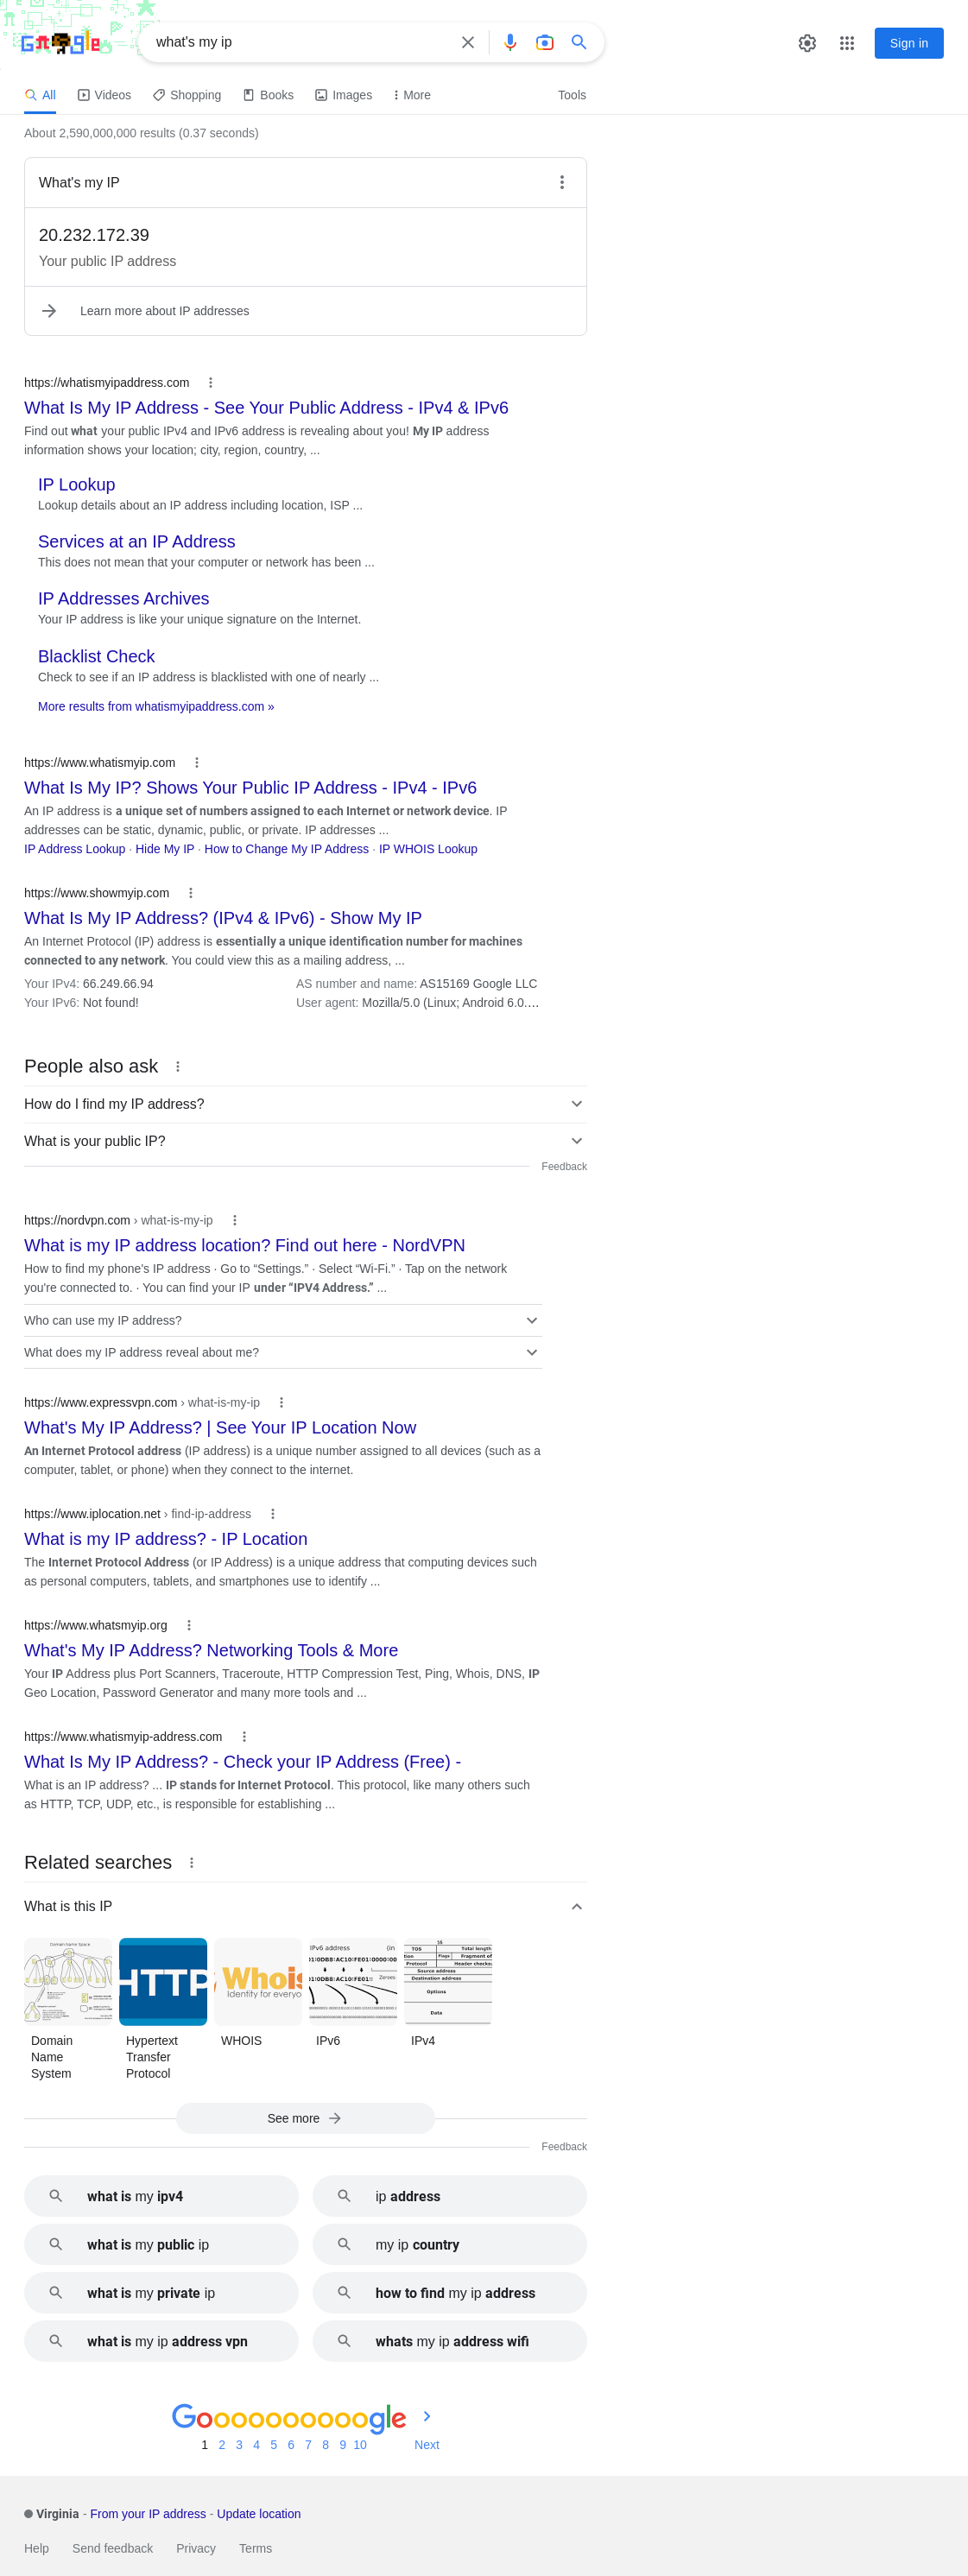 what's my ip
Sign in
All
Videos
Shopping
Books
Images
More
Tools
About 2,590,000,000 results (0.37 seconds)
What's my IP
20.232.172.39
Your public IP address
Learn more about IP addresses
https://whatismyipaddress.com
What Is My IP Address - See Your Public Address - IPv4 & IPv6
Find out what your public IPv4 and IPv6 address is revealing about you! My IP address
information shows your location; city, region, country, ...
IP Lookup
Lookup details about an IP address including location, ISP ...
Services at an IP Address
This does not mean that your computer or network has been ...
IP Addresses Archives
Your IP address is like your unique signature on the Internet.
Blacklist Check
Check to see if an IP address is blacklisted with one of nearly ...
More results from whatismyipaddress.com »
https://www.whatismyip.com
What Is My IP? Shows Your Public IP Address - IPv4 - IPv6
An IP address is a unique set of numbers assigned to each Internet or network device. IP
addresses can be static, dynamic, public, or private. IP addresses ...
IP Address Lookup · Hide My IP · How to Change My IP Address · IP WHOIS Lookup
https://www.showmyip.com
What Is My IP Address? (IPv4 & IPv6) - Show My IP
An Internet Protocol (IP) address is essentially a unique identification number for machines
connected to any network. You could view this as a mailing address, ...
Your IPv4: 66.249.66.94
AS number and name: AS15169 Google LLC
Your IPv6: Not found!
User agent: Mozilla/5.0 (Linux; Android 6.0.…
People also ask
How do I find my IP address?
What is your public IP?
Feedback
https://nordvpn.com › what-is-my-ip
What is my IP address location? Find out here - NordVPN
How to find my phone's IP address · Go to “Settings.” · Select “Wi-Fi.” · Tap on the network
you're connected to. · You can find your IP under “IPV4 Address.” ...
Who can use my IP address?
What does my IP address reveal about me?
https://www.expressvpn.com › what-is-my-ip
What's My IP Address? | See Your IP Location Now
An Internet Protocol address (IP address) is a unique number assigned to all devices (such as a
computer, tablet, or phone) when they connect to the internet.
https://www.iplocation.net › find-ip-address
What is my IP address? - IP Location
The Internet Protocol Address (or IP Address) is a unique address that computing devices such
as personal computers, tablets, and smartphones use to identify ...
https://www.whatsmyip.org
What's My IP Address? Networking Tools & More
Your IP Address plus Port Scanners, Traceroute, HTTP Compression Test, Ping, Whois, DNS, IP
Geo Location, Password Generator and many more tools and ...
https://www.whatismyip-address.com
What Is My IP Address? - Check your IP Address (Free) -
What is an IP address? ... IP stands for Internet Protocol. This protocol, like many others such
as HTTP, TCP, UDP, etc., is responsible for establishing ...
Related searches
What is this IP
Domain Name Space
HTTP
Whois
Identity for everyo
IPv6 address (in
Zeroes
16
TOS Total length
Flags Fragment of
Protocol Header checksu
Source address
Destination address
Options
Data
Domain
Name
System
Hypertext
Transfer
Protocol
WHOIS
IPv6
IPv4
See more
Feedback
what is my ipv4
ip address
what is my public ip
my ip country
what is my private ip
how to find my ip address
what is my ip address vpn
whats my ip address wifi
Goooooooooogle
1 2 3 4 5 6 7 8 9 10 Next
Virginia - From your IP address - Update location
Help Send feedback Privacy Terms